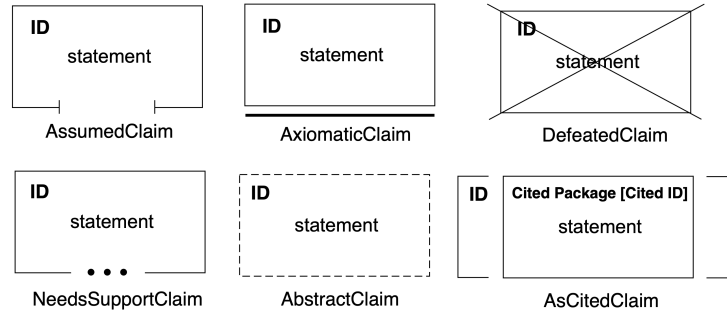 ID
statement
AssumedClaim
ID
statement
AxiomaticClaim
ID
statement
DefeatedClaim
ID
statement
NeedsSupportClaim
ID
statement
AbstractClaim
ID
Cited Package [Cited ID]
statement
AsCitedClaim